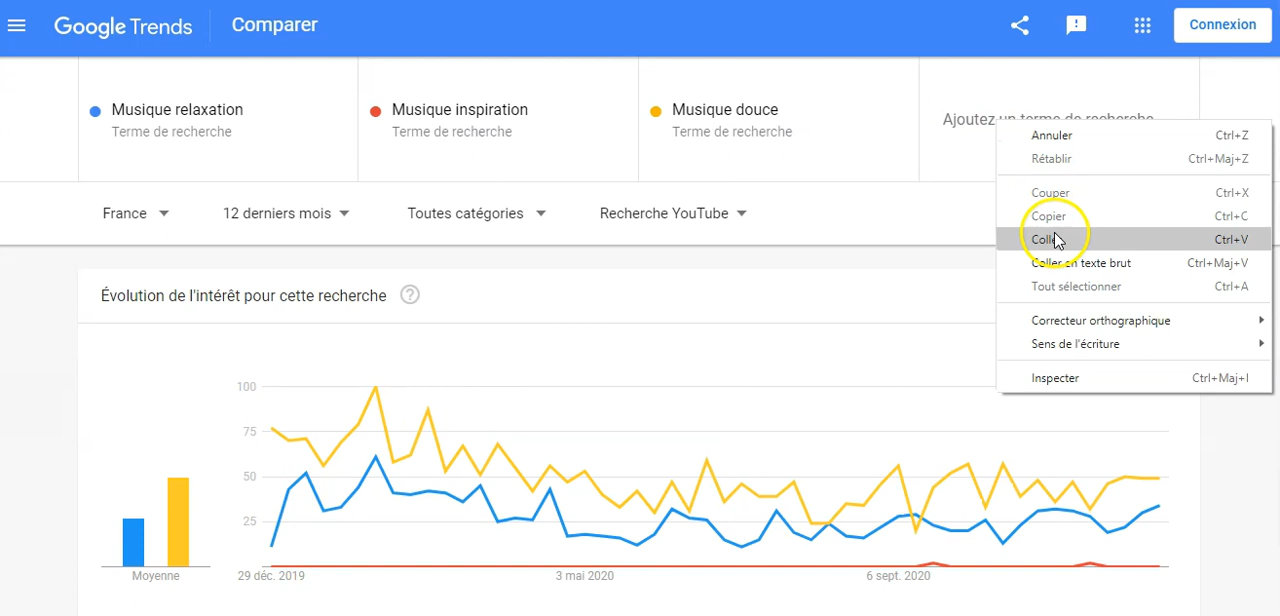 Google Trends
Comparer
Connexion
Musique relaxation
Terme de recherche
Musique inspiration
Terme de recherche
Musique douce
Terme de recherche
Ajoutez un terme de recherche
Annuler Ctrl+Z
Rétablir Ctrl+Maj+Z
Couper Ctrl+X
Copier Ctrl+C
Coller Ctrl+V
Coller en texte brut Ctrl+Maj+V
Tout sélectionner Ctrl+A
Correcteur orthographique
Sens de l'écriture
Inspecter Ctrl+Maj+I
France
12 derniers mois
Toutes catégories
Recherche YouTube
Évolution de l'intérêt pour cette recherche ?
100
75
50
25
Moyenne
29 déc. 2019
3 mai 2020
6 sept. 2020